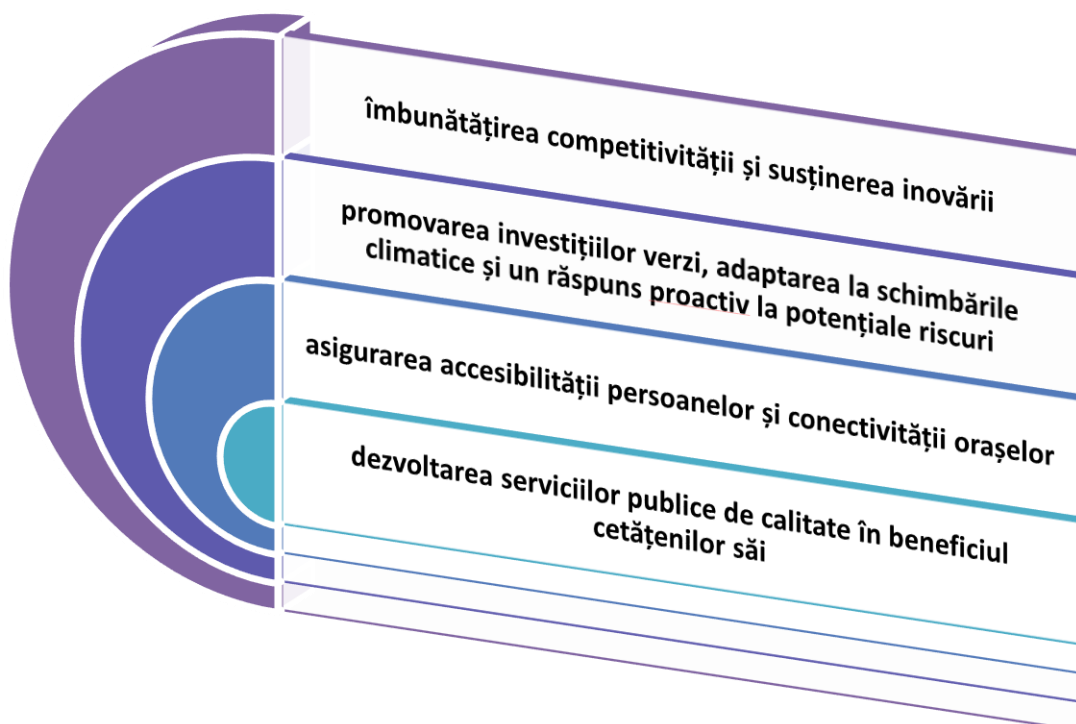 îmbunătățirea competitivității și susținerea inovării
promovarea investițiilor verzi, adaptarea la schimbările
climatice și un răspuns proactiv la potențiale riscuri
asigurarea accesibilității persoanelor și conectivității orașelor
dezvoltarea serviciilor publice de calitate în beneficiul
cetățenilor săi